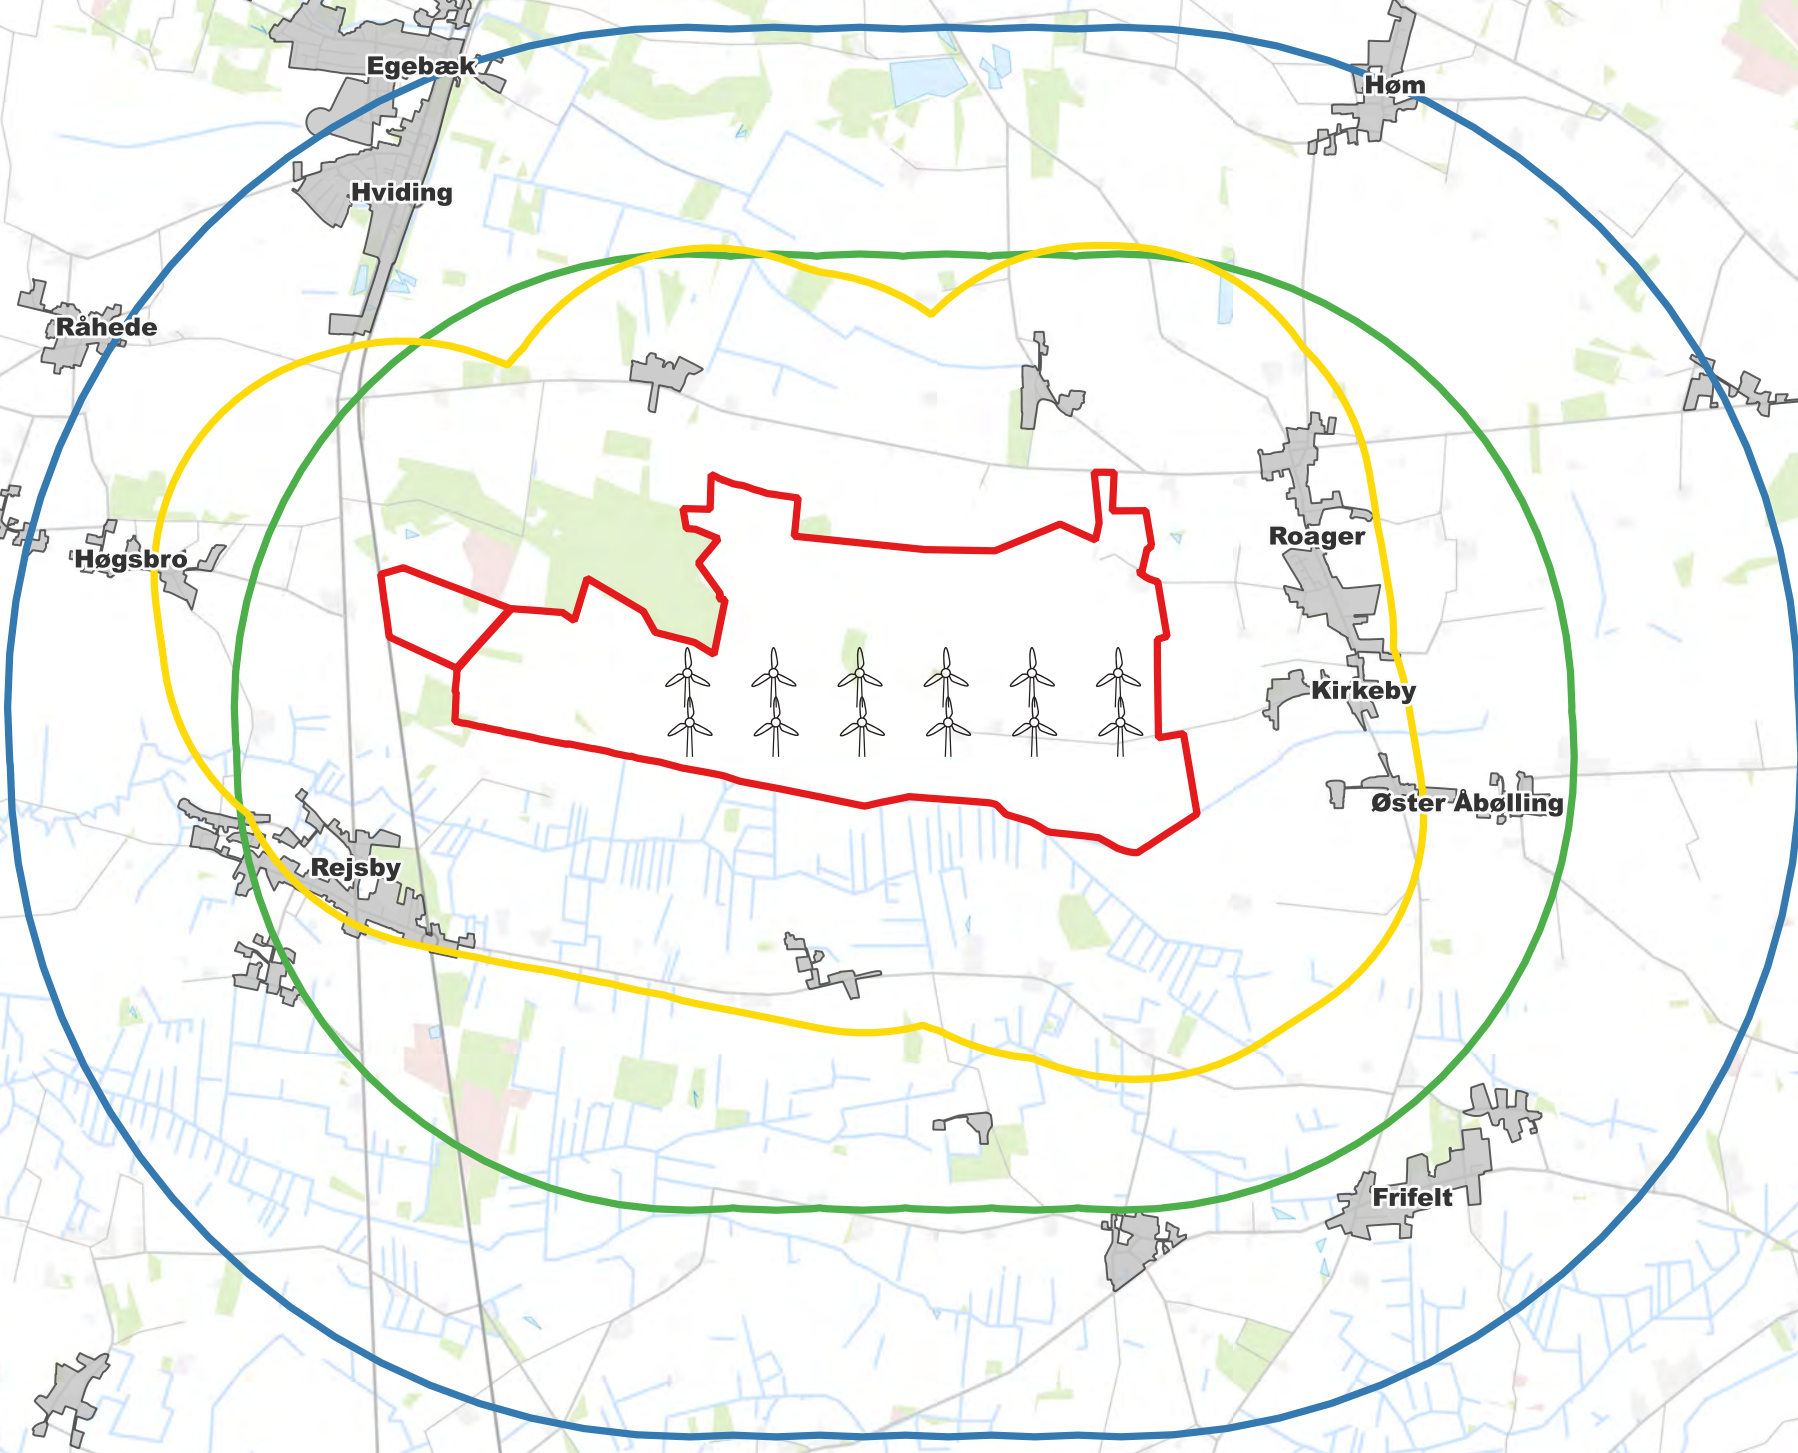 Egebæk
Høm
Hviding
Råhede
Roager
Høgsbro
Kirkeby
Øster Åbølling
Rejsby
Frifelt